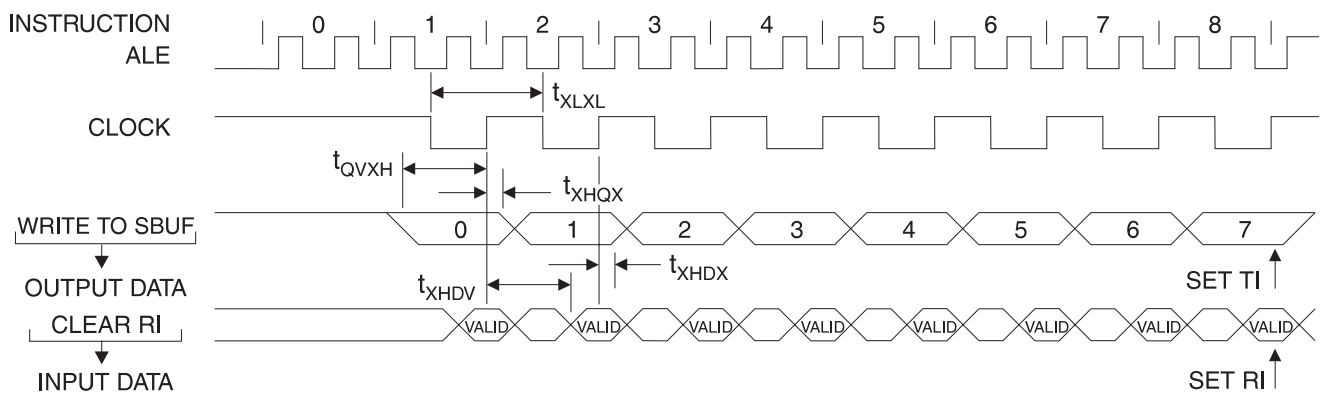 INSTRUCTION 0 1 2 3 4 5 6 7 8
ALE
tXLXL
CLOCK
tQVXH
tXHQX
WRITE TO SBUF 0 1 2 3 4 5 6 7
tXHDX
tXHDV
SET TI
OUTPUT DATA
CLEAR RI VALID VALID VALID VALID VALID VALID VALID VALID
INPUT DATA
SET RI